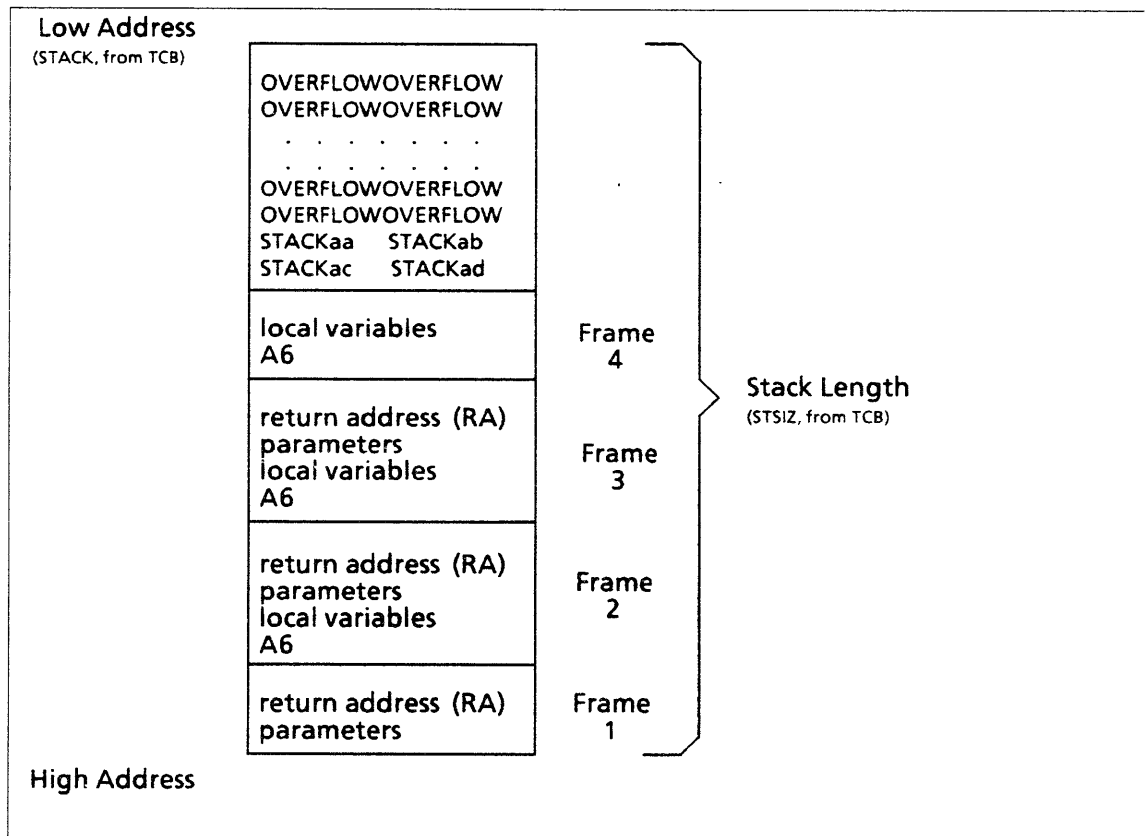 Low Address
(STACK, from TCB)
OVERFLOWOVERFLOW
OVERFLOWOVERFLOW
. . . . . . .
. . . . . . .
OVERFLOWOVERFLOW
OVERFLOWOVERFLOW
STACKaa STACKab
STACKac STACKad
local variables
A6
Frame
4
return address (RA)
parameters
local variables
A6
Frame
3
Stack Length
(STSIZ, from TCB)
return address (RA)
parameters
local variables
A6
Frame
2
return address (RA)
parameters
Frame
1
High Address